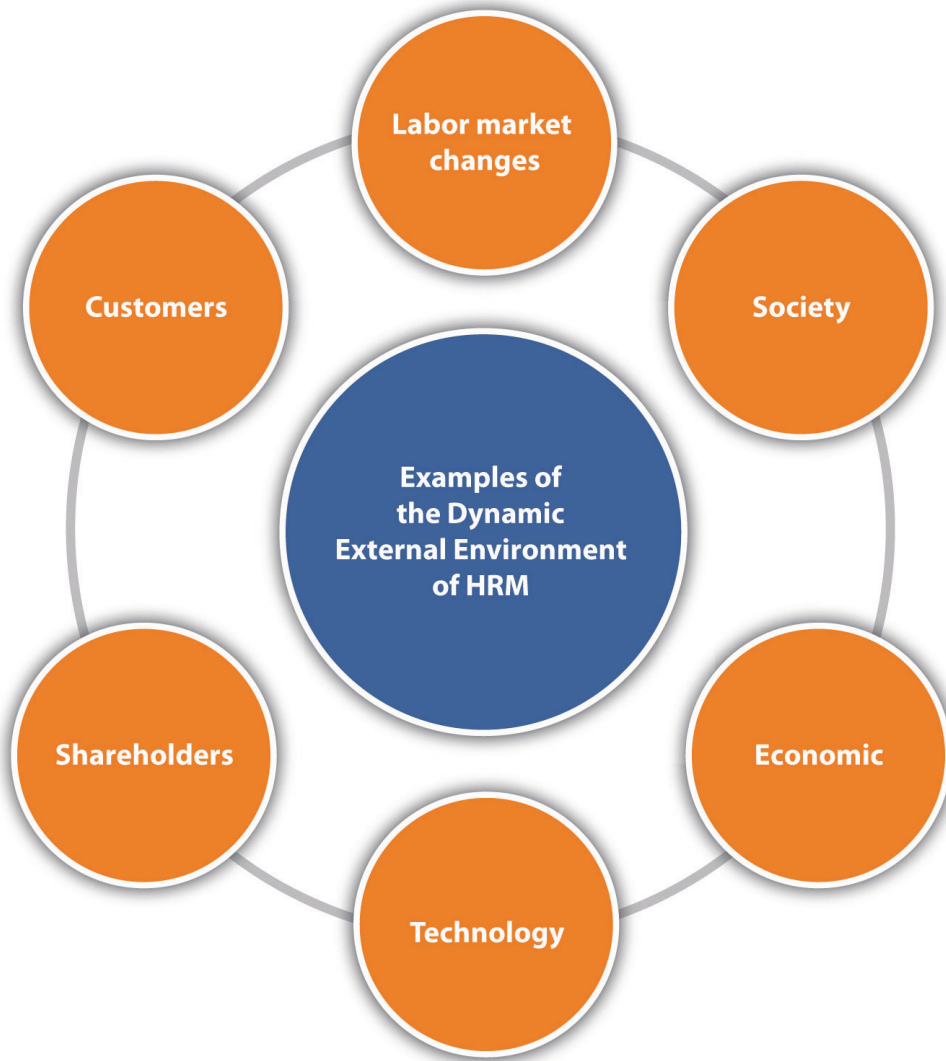 Labor market
changes
Customers
Society
Examples of
the Dynamic
External Environment
of HRM
Shareholders
Economic
Technology